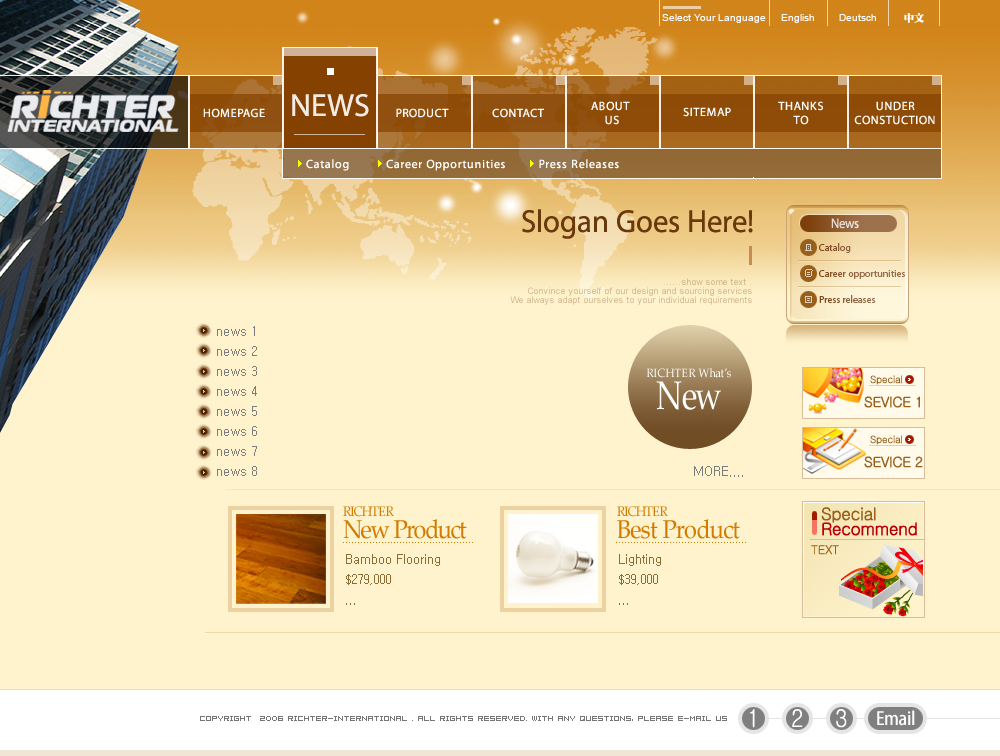 Select Your Language
English
Deutsch
中文
RiCHTER
INTERNATIONAL
HOMEPAGE
NEWS
PRODUCT
CONTACT
ABOUT
US
SITEMAP
THANKS
TO
UNDER
CONSTUCTION
Catalog
Career Opportunities
Press Releases
Slogan Goes Here!
......show some text .
Convince yourself of our design and sourcing services
We always adapt ourselves to your individual requirements
News
Catalog
Career opportunities
Press releases
news 1
news 2
news 3
news 4
news 5
news 6
news 7
news 8
RICHTER What's
New
MORE....
Special
SEVICE 1
Special
SEVICE 2
RICHTER
New Product
Bamboo Flooring
$279,000
...
RICHTER
Best Product
Lighting
$39,000
...
Special
Recommend
TEXT
COPYRIGHT 2006 RICHTER-INTERNATIONAL . ALL RIGHTS RESERVED. WITH ANY QUESTIONS, PLEASE E-MAIL US
1
2
3
Email